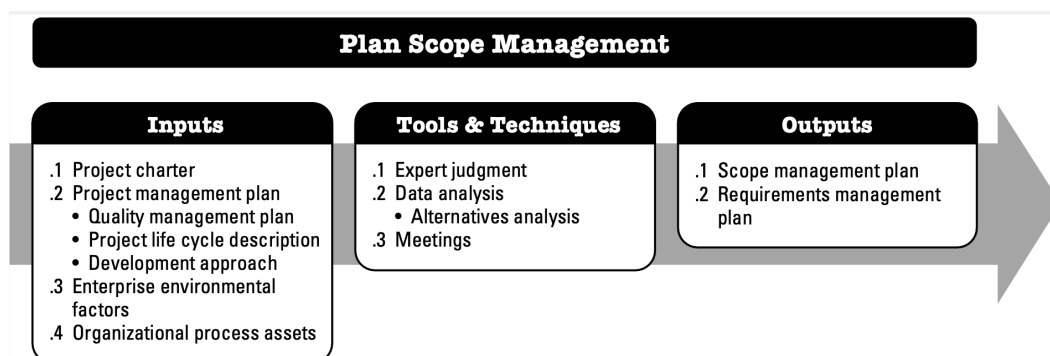 Plan Scope Management
Inputs
.1 Project charter
.2 Project management plan
• Quality management plan
• Project life cycle description
• Development approach
.3 Enterprise environmental
factors
.4 Organizational process assets
Tools & Techniques
.1 Expert judgment
.2 Data analysis
• Alternatives analysis
.3 Meetings
Outputs
.1 Scope management plan
.2 Requirements management
plan